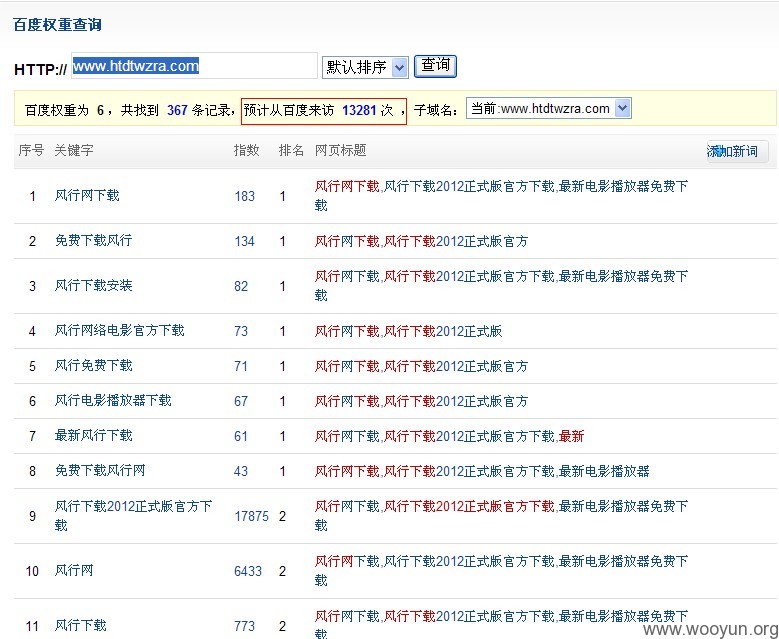 百度权重查询
HTTP:// www.htdtwzra.com 默认排序 查询
百度权重为 6 ，共找到 367 条记录，预计从百度来访 13281 次 ，子域名： 当前:www.htdtwzra.com
序号 关键字 指数 排名 网页标题 添加新词
1 风行网下载 183 1 风行网下载,风行下载2012正式版官方下载,最新电影播放器免费下
载
2 免费下载风行 134 1 风行网下载,风行下载2012正式版官方
3 风行下载安装 82 1 风行网下载,风行下载2012正式版官方下载,最新电影播放器免费下
载
4 风行网络电影官方下载 73 1 风行网下载,风行下载2012正式版
5 风行免费下载 71 1 风行网下载,风行下载2012正式版官方
6 风行电影播放器下载 67 1 风行网下载,风行下载2012正式版官方
7 最新风行下载 61 1 风行网下载,风行下载2012正式版官方下载,最新
8 免费下载风行网 43 1 风行网下载,风行下载2012正式版官方下载,最新电影播放器
9 风行下载2012正式版官方下 17875 2 风行网下载,风行下载2012正式版官方下载,最新电影播放器免费下
载 载
10 风行网 6433 2 风行网下载,风行下载2012正式版官方下载,最新电影播放器免费下
载
11 风行下载 773 2 风行网下载,风行下载2012正式版官方下载,最新电影播放器免费下
载
www.wooyun.org